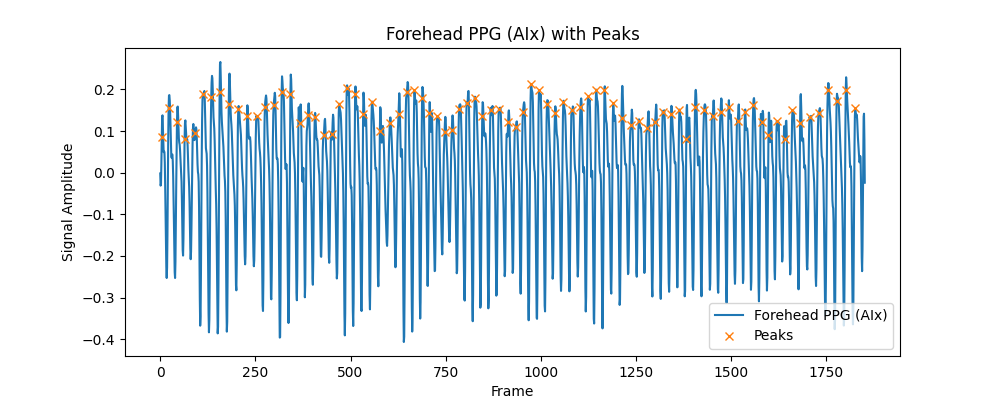 Forehead PPG (AIx) with Peaks
0.2
0.1
0.0
−0.1
−0.2
−0.3
−0.4
Signal Amplitude
0 250 500 750 1000 1250 1500 1750
Frame
Forehead PPG (AIx)
Peaks